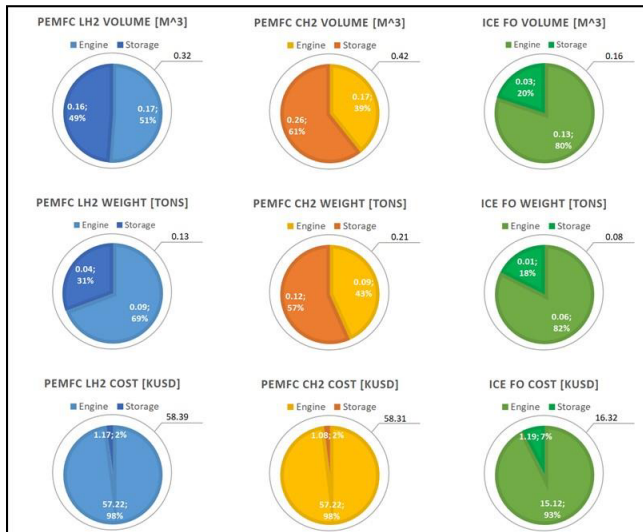 PEMFC LH2 VOLUME [M^3]
Engine Storage
0.32
0.16;
49%
0.17;
51%
PEMFC CH2 VOLUME [M^3]
Engine Storage
0.42
0.17;
39%
0.26;
61%
ICE FO VOLUME [M^3]
Engine Storage
0.16
0.03;
20%
0.13;
80%
PEMFC LH2 WEIGHT [TONS]
Engine Storage
0.13
0.04;
31%
0.09;
69%
PEMFC CH2 WEIGHT [TONS]
Engine Storage
0.21
0.09;
43%
0.12;
57%
ICE FO WEIGHT [TONS]
Engine Storage
0.08
0.01;
18%
0.06;
82%
PEMFC LH2 COST [KUSD]
Engine Storage
58.39
1.17; 2%
57.22;
98%
PEMFC CH2 COST [KUSD]
Engine Storage
58.31
1.08; 2%
57.22;
98%
ICE FO COST [KUSD]
Engine Storage
16.32
1.19; 7%
15.12;
93%